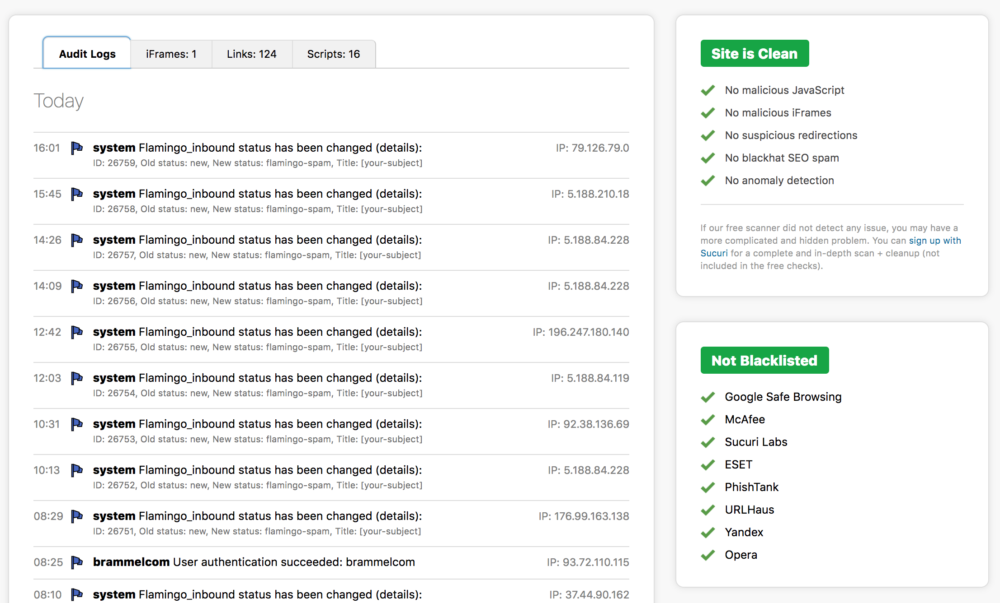 Audit Logs
iFrames: 1
Links: 124
Scripts: 16
Today
16:01 system Flamingo_inbound status has been changed (details): IP: 79.126.79.0
ID: 26759, Old status: new, New status: flamingo-spam, Title: [your-subject]
15:45 system Flamingo_inbound status has been changed (details): IP: 5.188.210.18
ID: 26758, Old status: new, New status: flamingo-spam, Title: [your-subject]
14:26 system Flamingo_inbound status has been changed (details): IP: 5.188.84.228
ID: 26757, Old status: new, New status: flamingo-spam, Title: [your-subject]
14:09 system Flamingo_inbound status has been changed (details): IP: 5.188.84.228
ID: 26756, Old status: new, New status: flamingo-spam, Title: [your-subject]
12:42 system Flamingo_inbound status has been changed (details): IP: 196.247.180.140
ID: 26755, Old status: new, New status: flamingo-spam, Title: [your-subject]
12:03 system Flamingo_inbound status has been changed (details): IP: 5.188.84.119
ID: 26754, Old status: new, New status: flamingo-spam, Title: [your-subject]
10:31 system Flamingo_inbound status has been changed (details): IP: 92.38.136.69
ID: 26753, Old status: new, New status: flamingo-spam, Title: [your-subject]
10:13 system Flamingo_inbound status has been changed (details): IP: 5.188.84.228
ID: 26752, Old status: new, New status: flamingo-spam, Title: [your-subject]
08:29 system Flamingo_inbound status has been changed (details): IP: 176.99.163.138
ID: 26751, Old status: new, New status: flamingo-spam, Title: [your-subject]
08:25 brammelcom User authentication succeeded: brammelcom IP: 93.72.110.115
08:10 system Flamingo_inbound status has been changed (details): IP: 37.44.90.162
Site is Clean
No malicious JavaScript
No malicious iFrames
No suspicious redirections
No blackhat SEO spam
No anomaly detection
If our free scanner did not detect any issue, you may have a
more complicated and hidden problem. You can sign up with
Sucuri for a complete and in-depth scan + cleanup (not
included in the free checks).
Not Blacklisted
Google Safe Browsing
McAfee
Sucuri Labs
ESET
PhishTank
URLHaus
Yandex
Opera